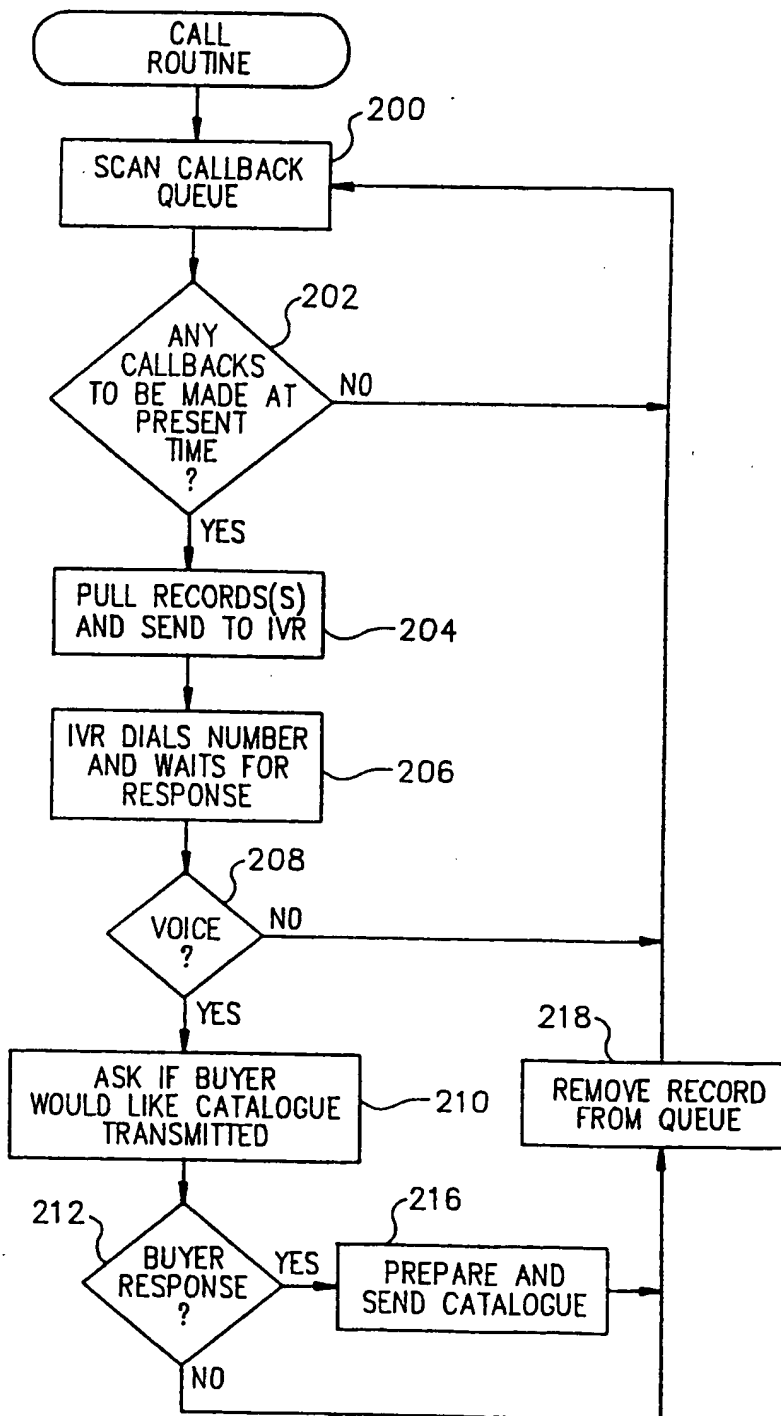 CALL
ROUTINE
200
SCAN CALLBACK
QUEUE
202
ANY
CALLBACKS
TO BE MADE AT
PRESENT
TIME
?
NO
YES
PULL RECORDS(S)
AND SEND TO IVR
204
IVR DIALS NUMBER
AND WAITS FOR
RESPONSE
206
208
VOICE
?
NO
YES
218
REMOVE RECORD
FROM QUEUE
ASK IF BUYER
WOULD LIKE CATALOGUE
TRANSMITTED
210
212
BUYER
RESPONSE
?
YES
216
PREPARE AND
SEND CATALOGUE
NO